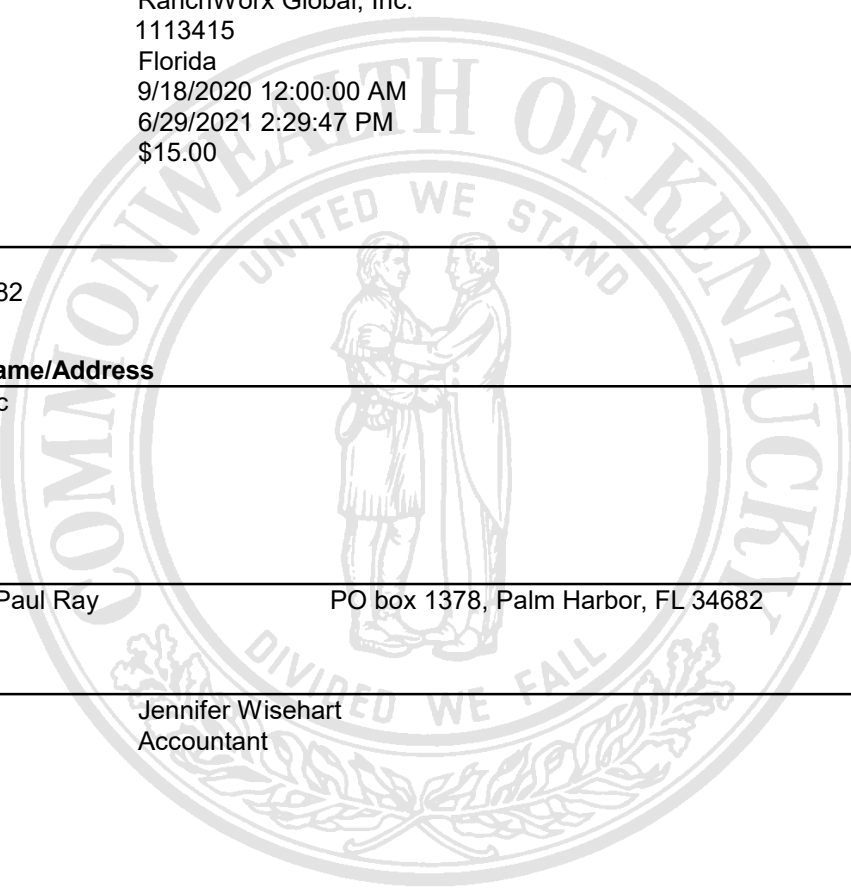 RanchWorx Global, Inc.
1113415
Florida
9/18/2020 12:00:00 AM
6/29/2021 2:29:47 PM
$15.00
COMMONWEALTH OF KENTUCKY
UNITED WE STAND
32
ame/Address
c
Paul Ray PO box 1378, Palm Harbor, FL 34682
DIVIDED WE FALL
Jennifer Wisehart
Accountant